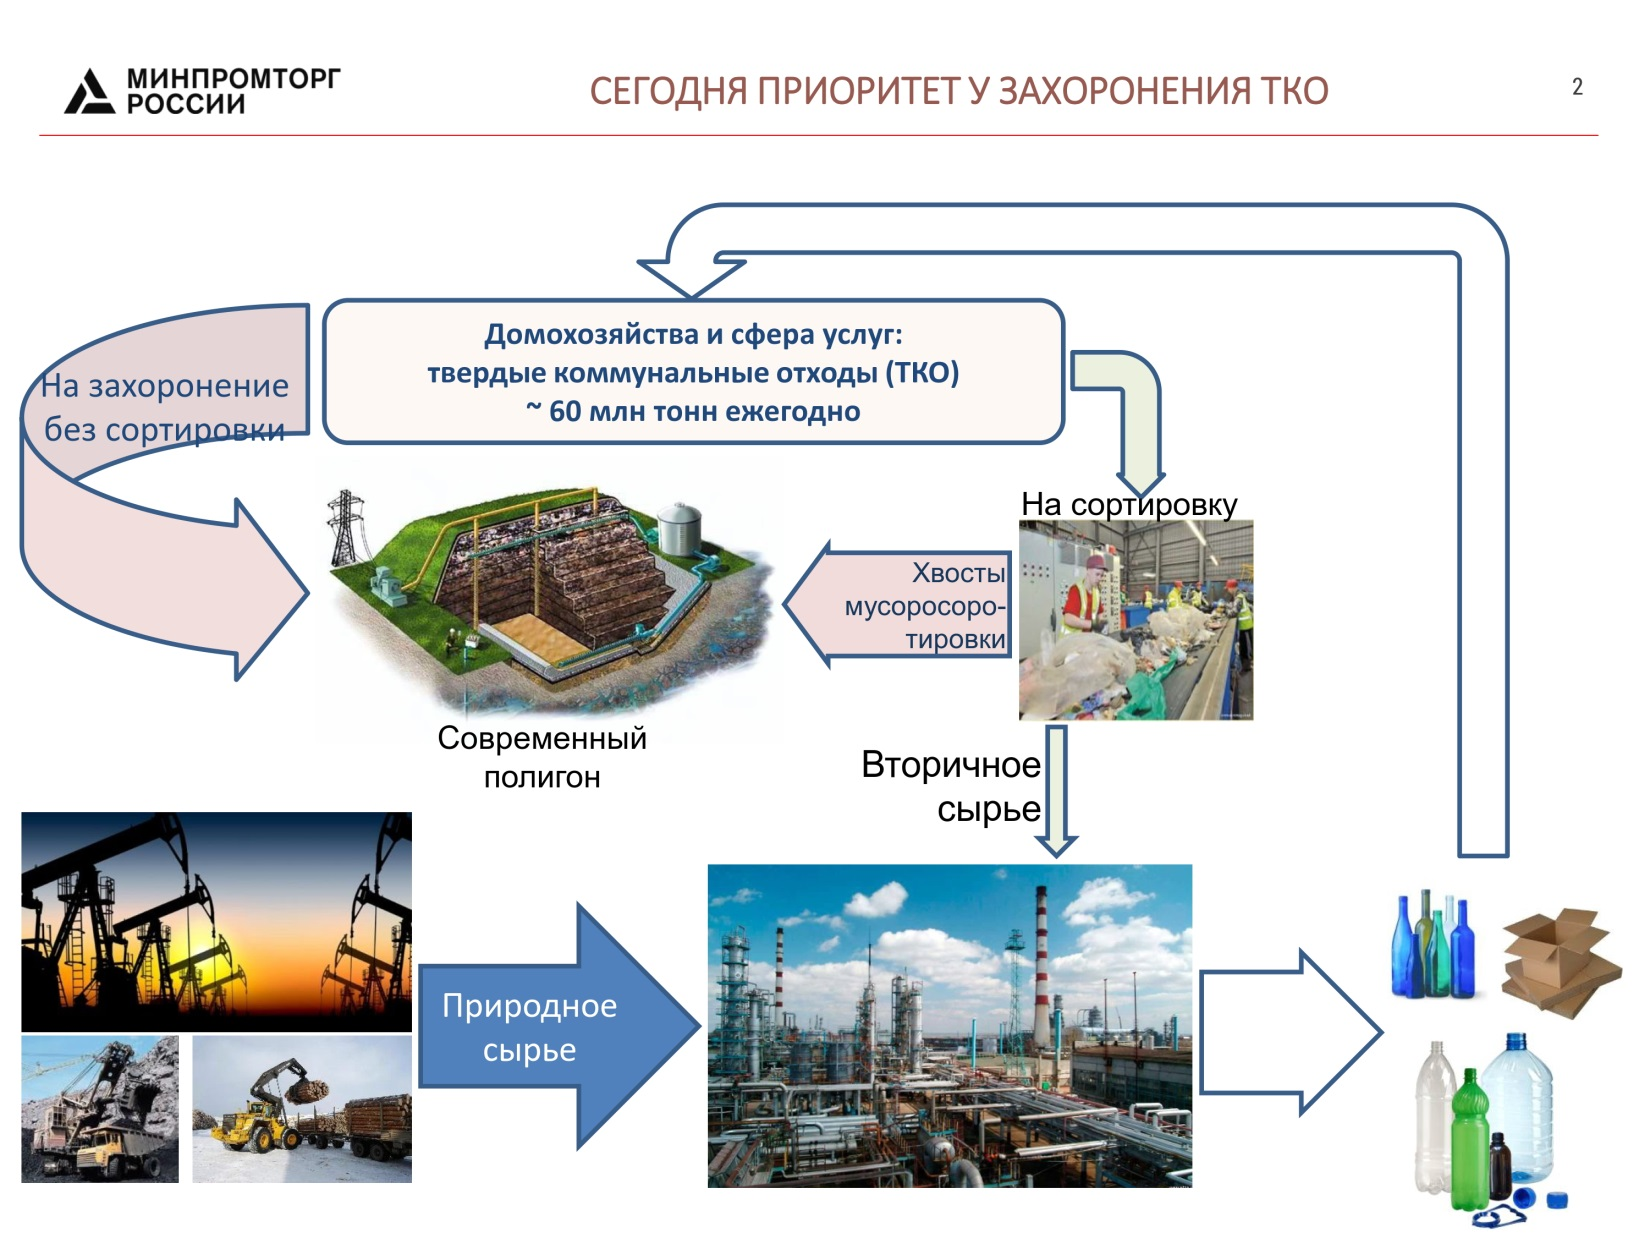 МИНПРОМТОРГ
РОССИИ
СЕГОДНЯ ПРИОРИТЕТ У ЗАХОРОНЕНИЯ ТКО
2
Домохозяйства и сфера услуг:
твердые коммунальные отходы (ТКО)
~ 60 млн тонн ежегодно
На захоронение
без сортировки
На сортировку
Хвосты
мусоросоро-
тировки
Современный
полигон
Вторичное
сырье
Природное
сырье